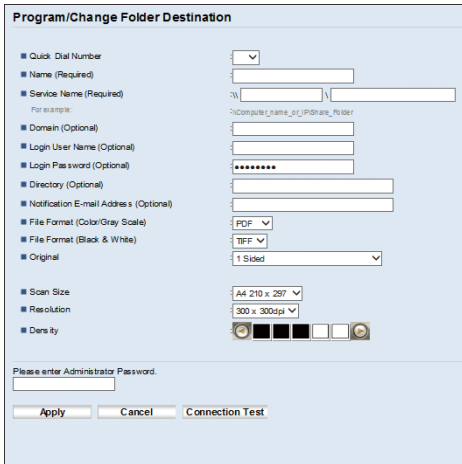 Program/Change Folder Destination
Quick Dial Number :
Name (Required) :
Service Name (Required) :\\ \
For example: :\\Computer_name_or_IP\Share_Folder
Domain (Optional) :
Login User Name (Optional) :
Login Password (Optional) :●●●●●●●●
Directory (Optional) :
Notification E-mail Address (Optional) :
File Format (Color/Gray Scale) : PDF
File Format (Black & White) : TIFF
Original : 1 Sided
Scan Size : A4 210 x 297
Resolution : 300 x 300dpi
Density :
Please enter Administrator Password.
Apply Cancel Connection Test